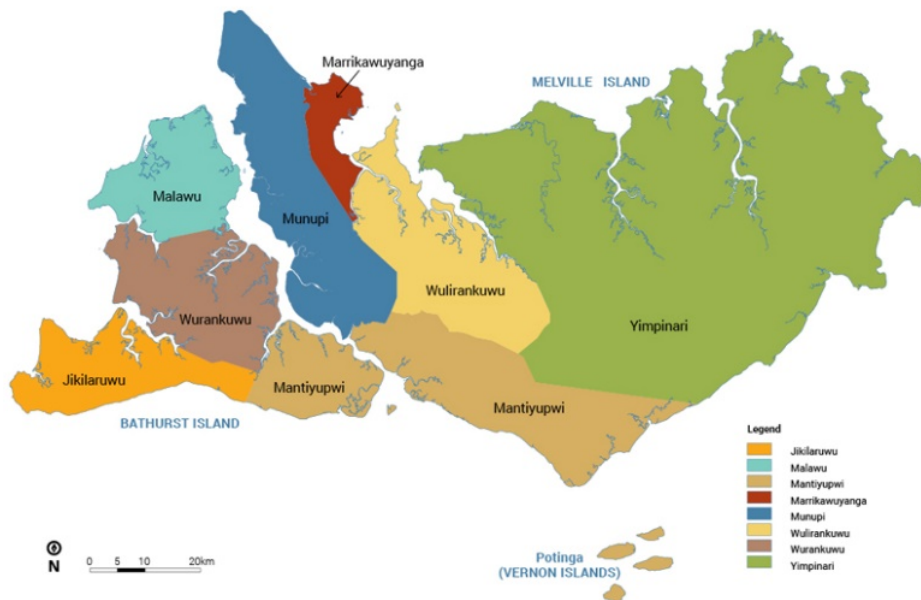 Marrikawuyanga
MELVILLE ISLAND
Malawu
Munupi
Wulirankuwu
Wurankuwu
Yimpinari
Jikilaruwu
Mantiyupwi
Mantiyupwi
BATHURST ISLAND
Legend
Jikilaruwu
Malawu
Mantiyupwi
Marrikawuyanga
Munupi
Wulirankuwu
Wurankuwu
Yimpinari
N
0 5 10 20km
Potinga
(VERNON ISLANDS)